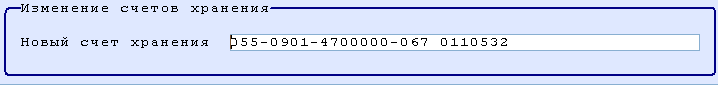 Изменение счетов хранения
Новый счет хранения 055-0901-4700000-067 0110532